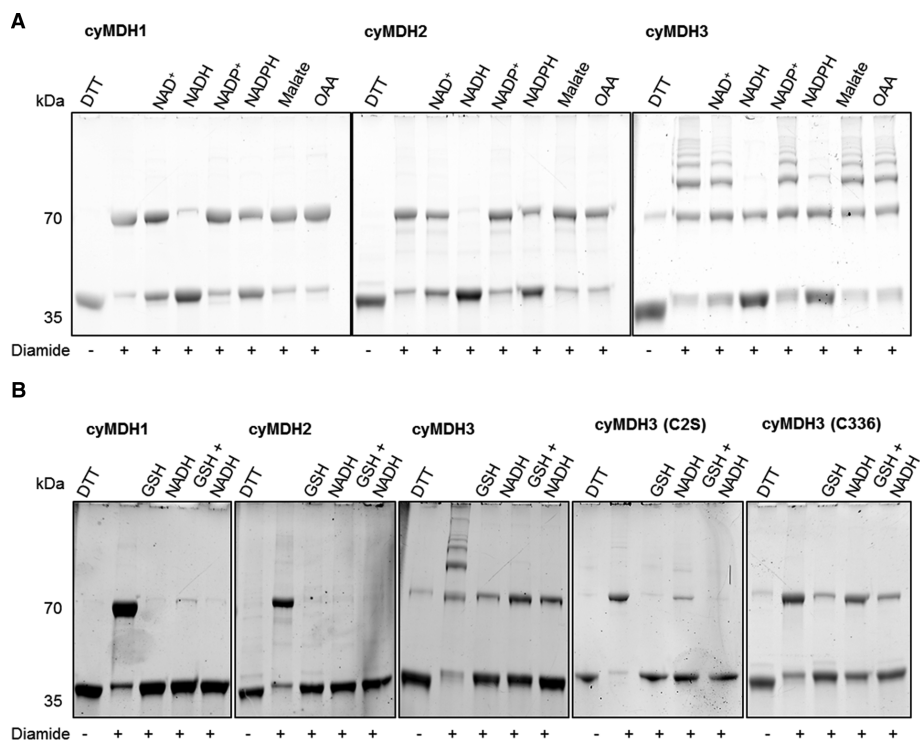 A
cyMDH1 cyMDH2 cyMDH3
kDa DTT NAD+ NADH NADP+ NADPH Malate OAA DTT NAD+ NADH NADP+ NADPH Malate OAA DTT NAD+ NADH NADP+ NADPH Malate OAA
70
35
Diamide - + + + + + + + - + + + + + + + - + + + + + + +
B
cyMDH1 cyMDH2 cyMDH3 cyMDH3 (C2S) cyMDH3 (C336)
kDa DTT GSH NADH GSH + NADH DTT GSH NADH GSH + NADH DTT GSH NADH GSH + NADH DTT GSH NADH GSH + NADH DTT GSH NADH GSH + NADH
70
35
Diamide - + + + + - + + + + - + + + + - + + + + - + + + +